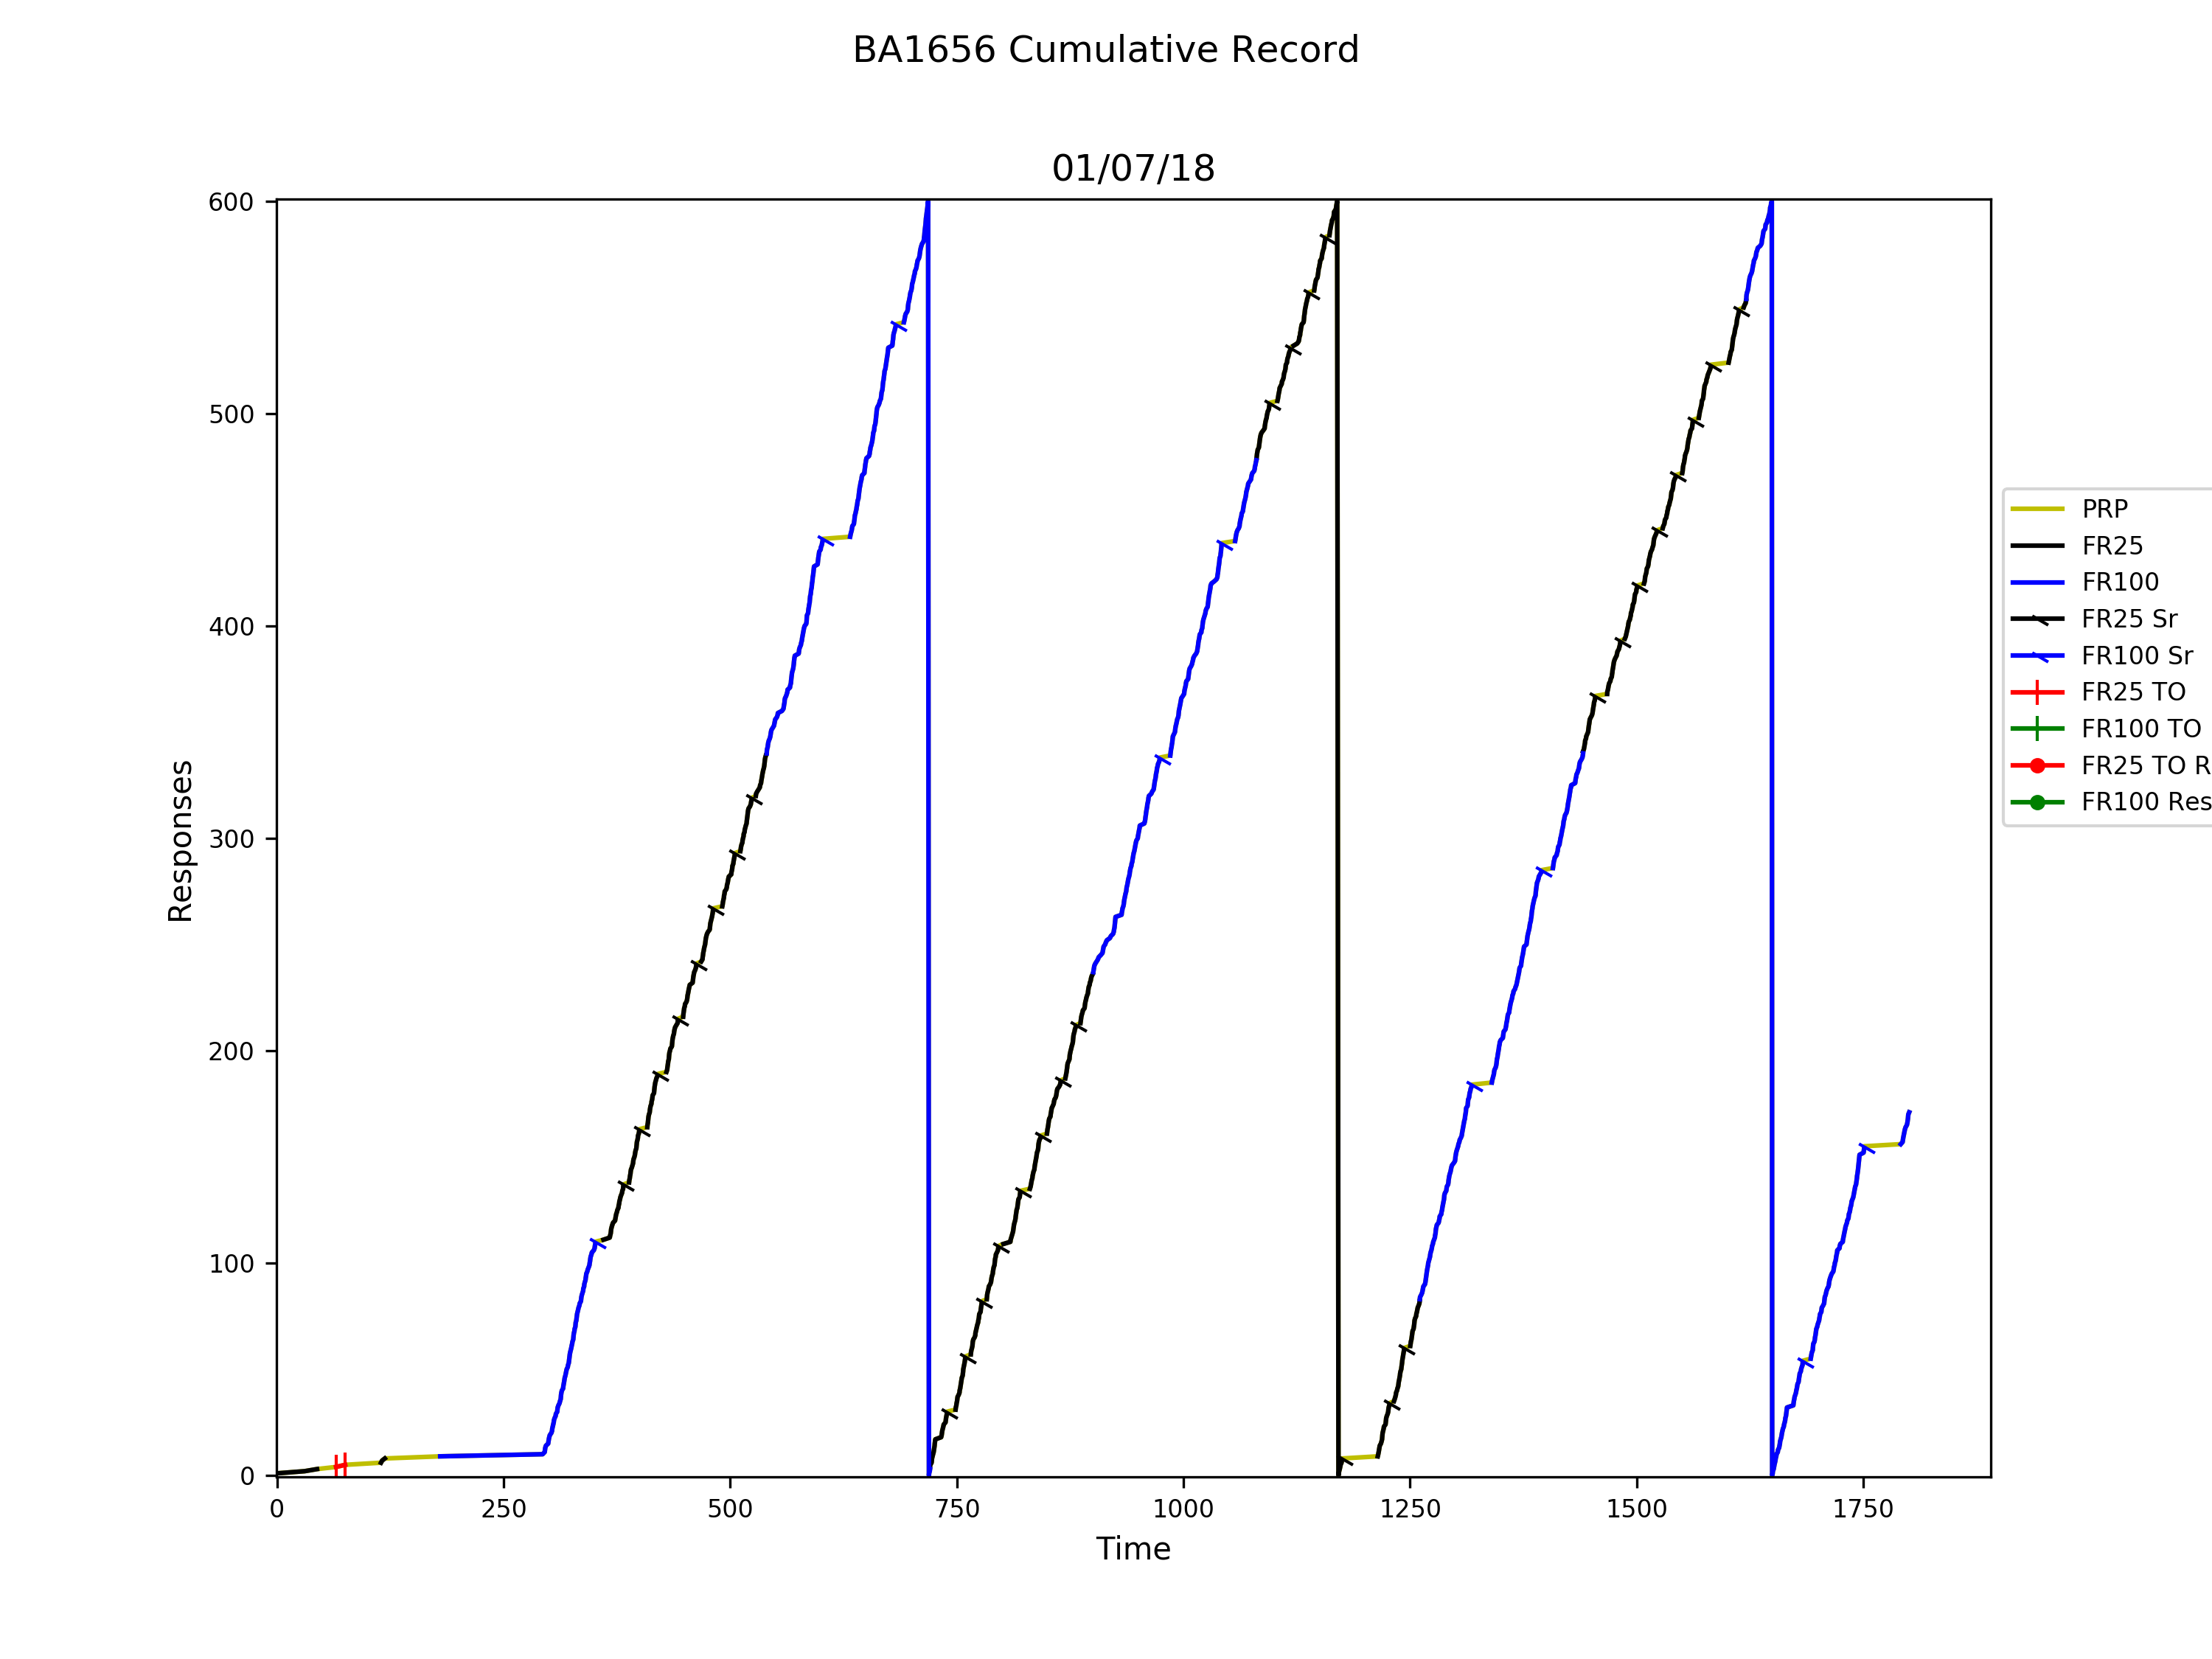 BA1656 Cumulative Record
01/07/18
600
500
400
300
200
100
0
Responses
0 250 500 750 1000 1250 1500 1750
Time
PRP
FR25
FR100
FR25 Sr
FR100 Sr
FR25 TO
FR100 TO
FR25 TO R
FR100 Res